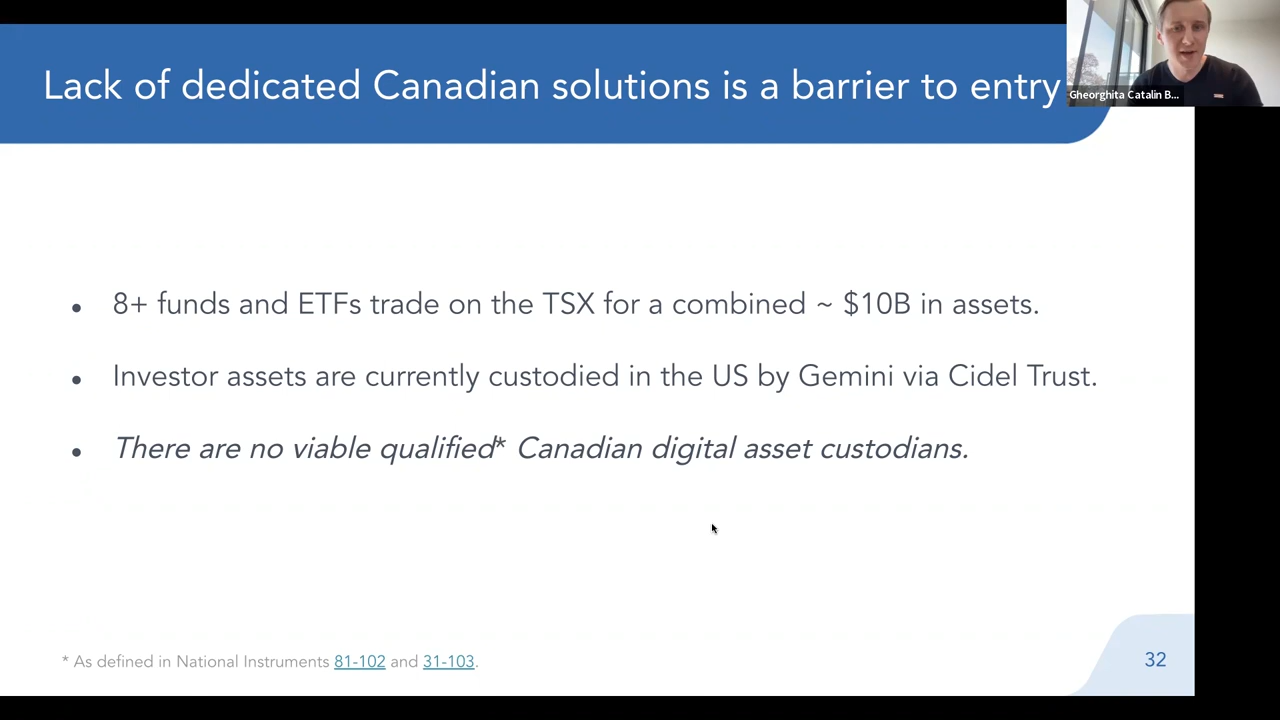 Lack of dedicated Canadian solutions is a barrier to entry
Gheorghita Catalin B...
● 8+ funds and ETFs trade on the TSX for a combined ~ $10B in assets.
● Investor assets are currently custodied in the US by Gemini via Cidel Trust.
● There are no viable qualified* Canadian digital asset custodians.
* As defined in National Instruments 81-102 and 31-103.
32